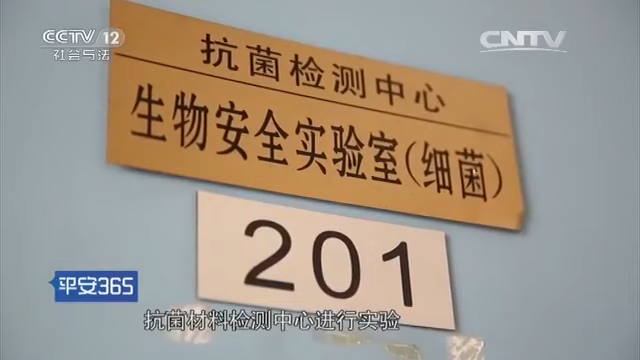 CCTV 12
社会与法
CNTV
抗菌检测中心
生物安全实验室(细菌)
201
平安365
抗菌材料检测中心进行实验